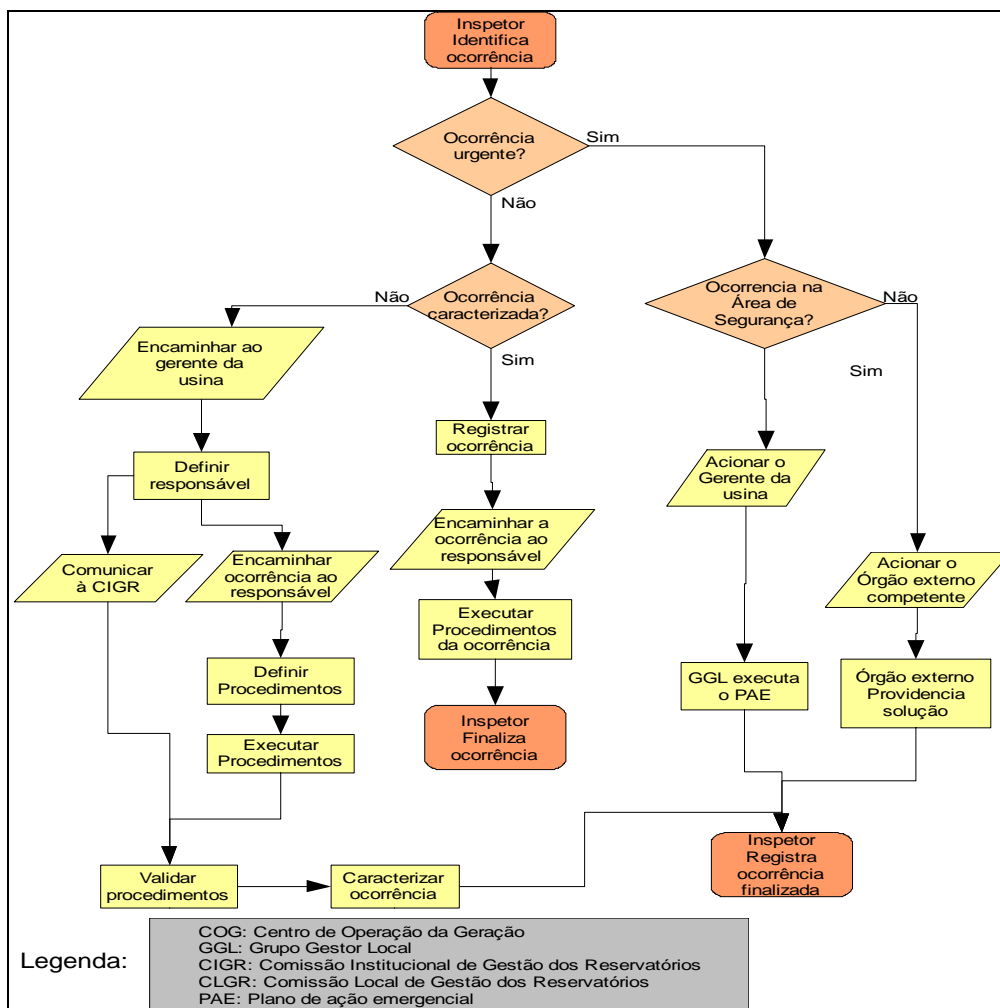 Inspetor
Identifica
ocorrência
Ocorrência
urgente?
Sim
Não
Ocorrência
caracterizada?
Não
Sim
Ocorrencia na
Área de
Segurança?
Não
Sim
Encaminhar ao
gerente da
usina
Registrar
ocorrência
Acionar o
Gerente da
usina
Definir
responsável
Encaminhar a
ocorrência ao
responsável
Comunicar
à CIGR
Encaminhar
ocorrência ao
responsável
Acionar o
Órgão externo
competente
Executar
Procedimentos
da ocorrência
Definir
Procedimentos
GGL executa
o PAE
Órgão externo
Providencia
solução
Executar
Procedimentos
Inspetor
Finaliza
ocorrência
Inspetor
Registra
ocorrência
finalizada
Validar
procedimentos
Caracterizar
ocorrência
Legenda:
COG: Centro de Operação da Geração
GGL: Grupo Gestor Local
CIGR: Comissão Institucional de Gestão dos Reservatórios
CLGR: Comissão Local de Gestão dos Reservatórios
PAE: Plano de ação emergencial